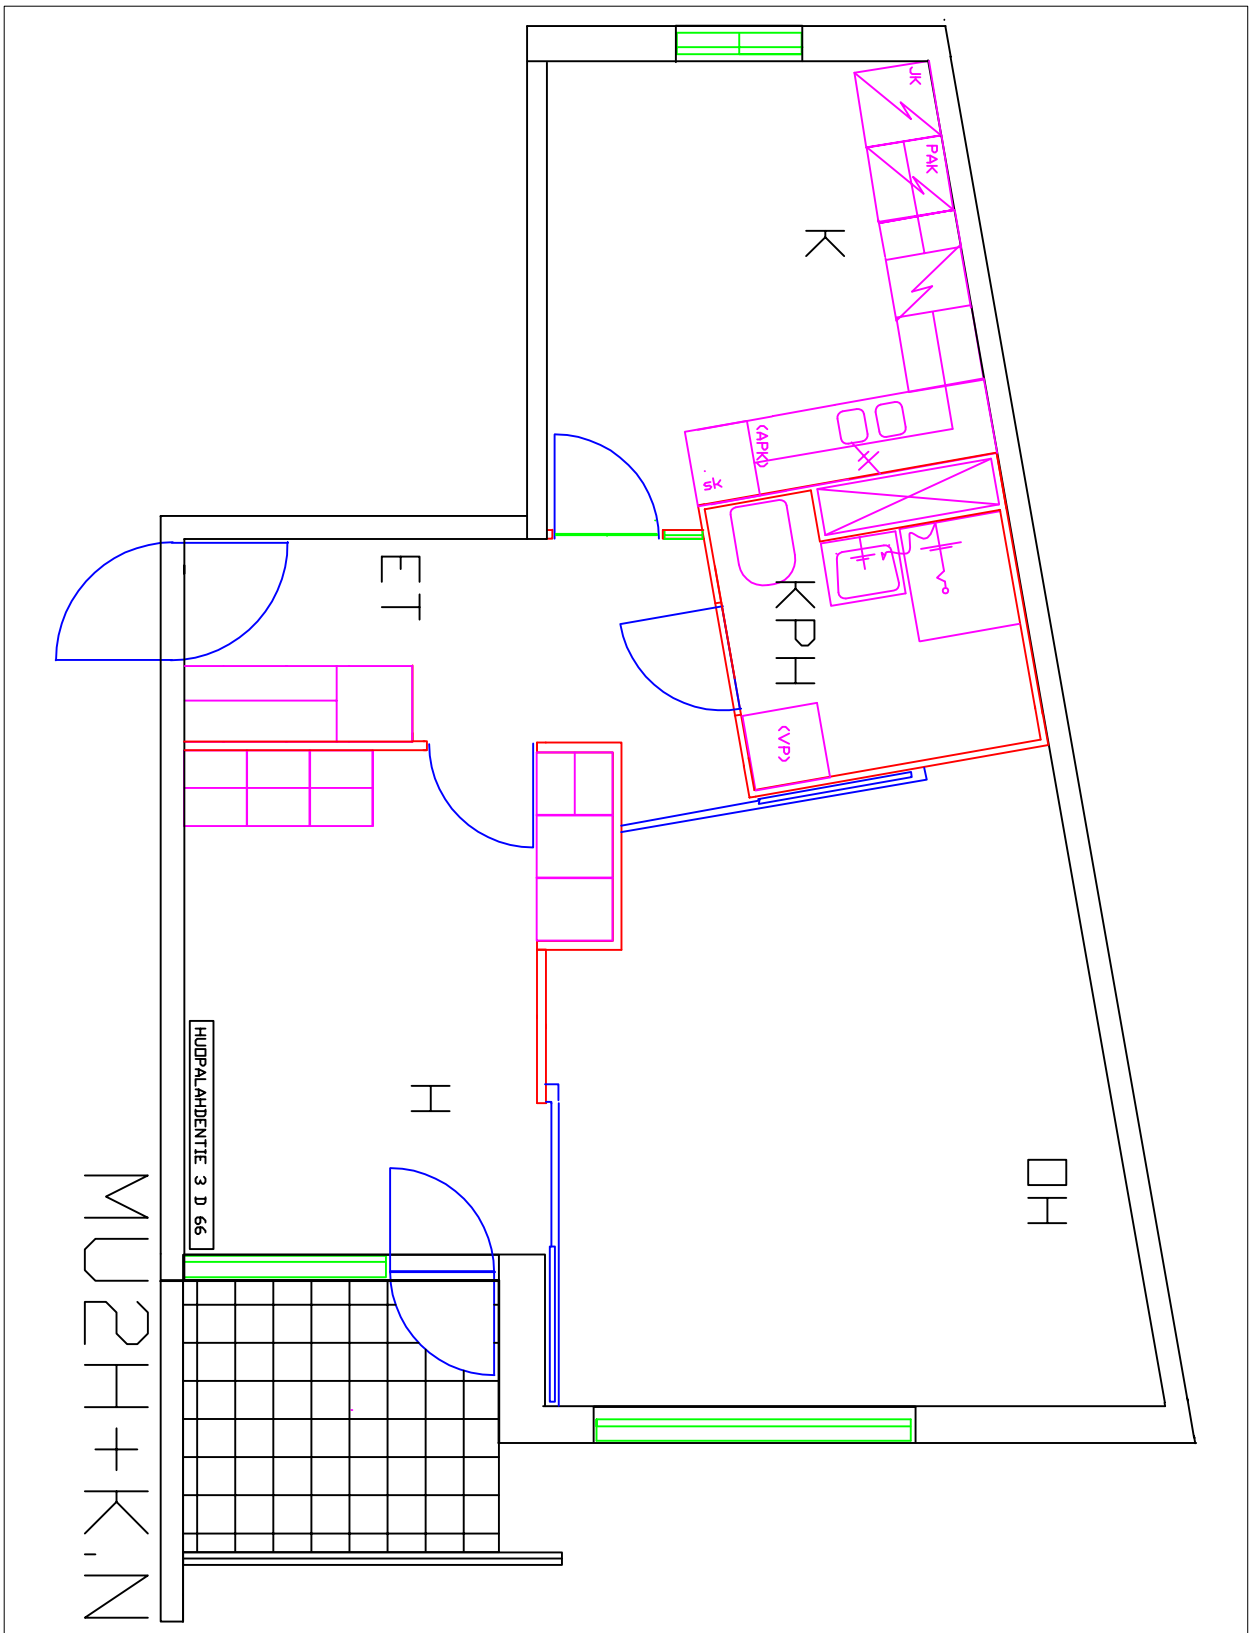 JK
PAK
K
(APK)
sk
KPH
(VP)
ET
H
OH
HUOPALAHDENTIE 3 D 66
MU2H+K.N